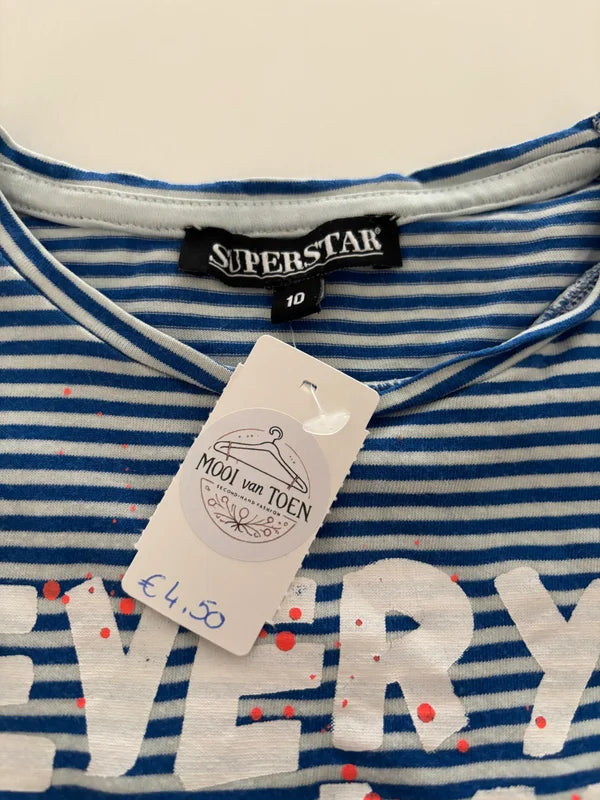 SUPERSTAR®
10
MOOI van TOEN
SECOND-HAND FASHION
€ 4.50
EVERY